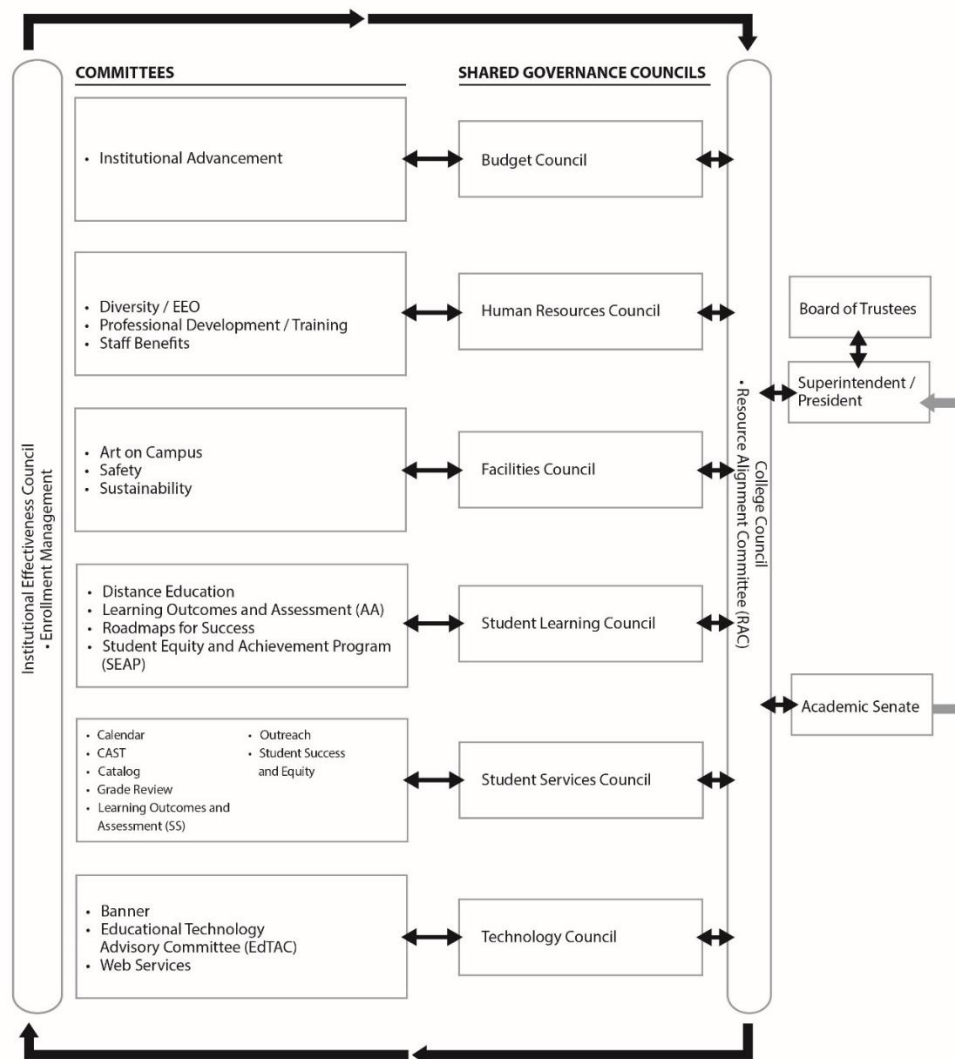 COMMITTEES
SHARED GOVERNANCE COUNCILS
Institutional Effectiveness Council
• Enrollment Management
• Institutional Advancement
Budget Council
• Diversity / EEO
• Professional Development / Training
• Staff Benefits
Human Resources Council
• Art on Campus
• Safety
• Sustainability
Facilities Council
• Distance Education
• Learning Outcomes and Assessment (AA)
• Roadmaps for Success
• Student Equity and Achievement Program
(SEAP)
Student Learning Council
• Calendar
• CAST
• Catalog
• Grade Review
• Learning Outcomes and
Assessment (SS)
• Outreach
• Student Success
and Equity
Student Services Council
• Banner
• Educational Technology
Advisory Committee (EdTAC)
• Web Services
Technology Council
College Council
• Resource Alignment Committee (RAC)
Board of Trustees
Superintendent /
President
Academic Senate